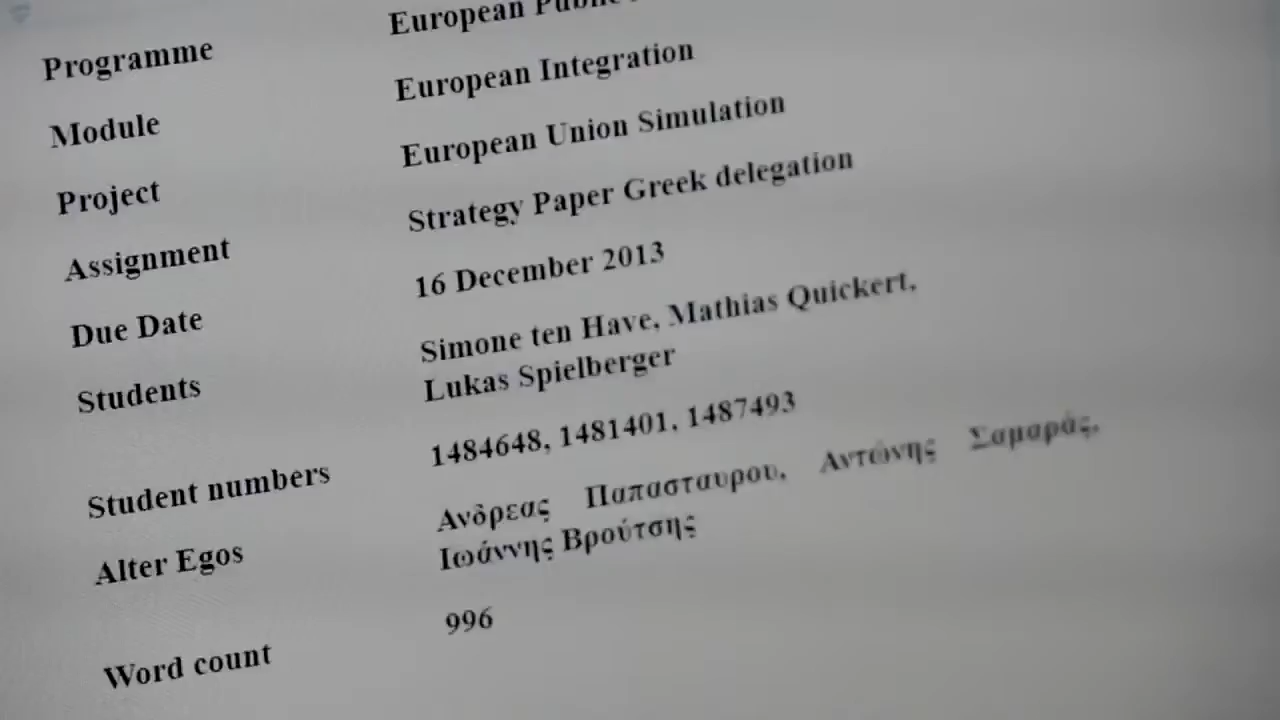 Programme European
Module European Integration
Project European Union Simulation
Assignment Strategy Paper Greek delegation
Due Date 16 December 2013
Students Simone ten Have, Mathias Quickert,
Lukas Spielberger
Student numbers 1484648, 1481401, 1487493
Alter Egos Ανδρεας Παπασταυρου, Αντώνης Σαμαράς,
Ιωάννης Βρούτσης
Word count 996